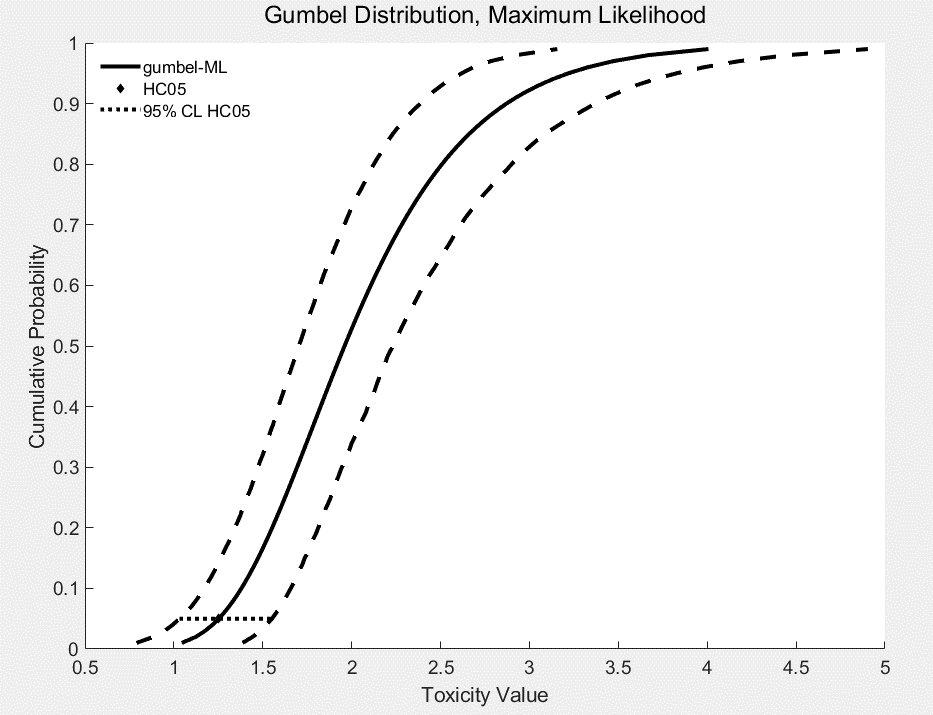 Gumbel Distribution, Maximum Likelihood
gumbel-ML
HC05
95% CL HC05
Cumulative Probability
1
0.9
0.8
0.7
0.6
0.5
0.4
0.3
0.2
0.1
0
0.5 1 1.5 2 2.5 3 3.5 4 4.5 5
Toxicity Value